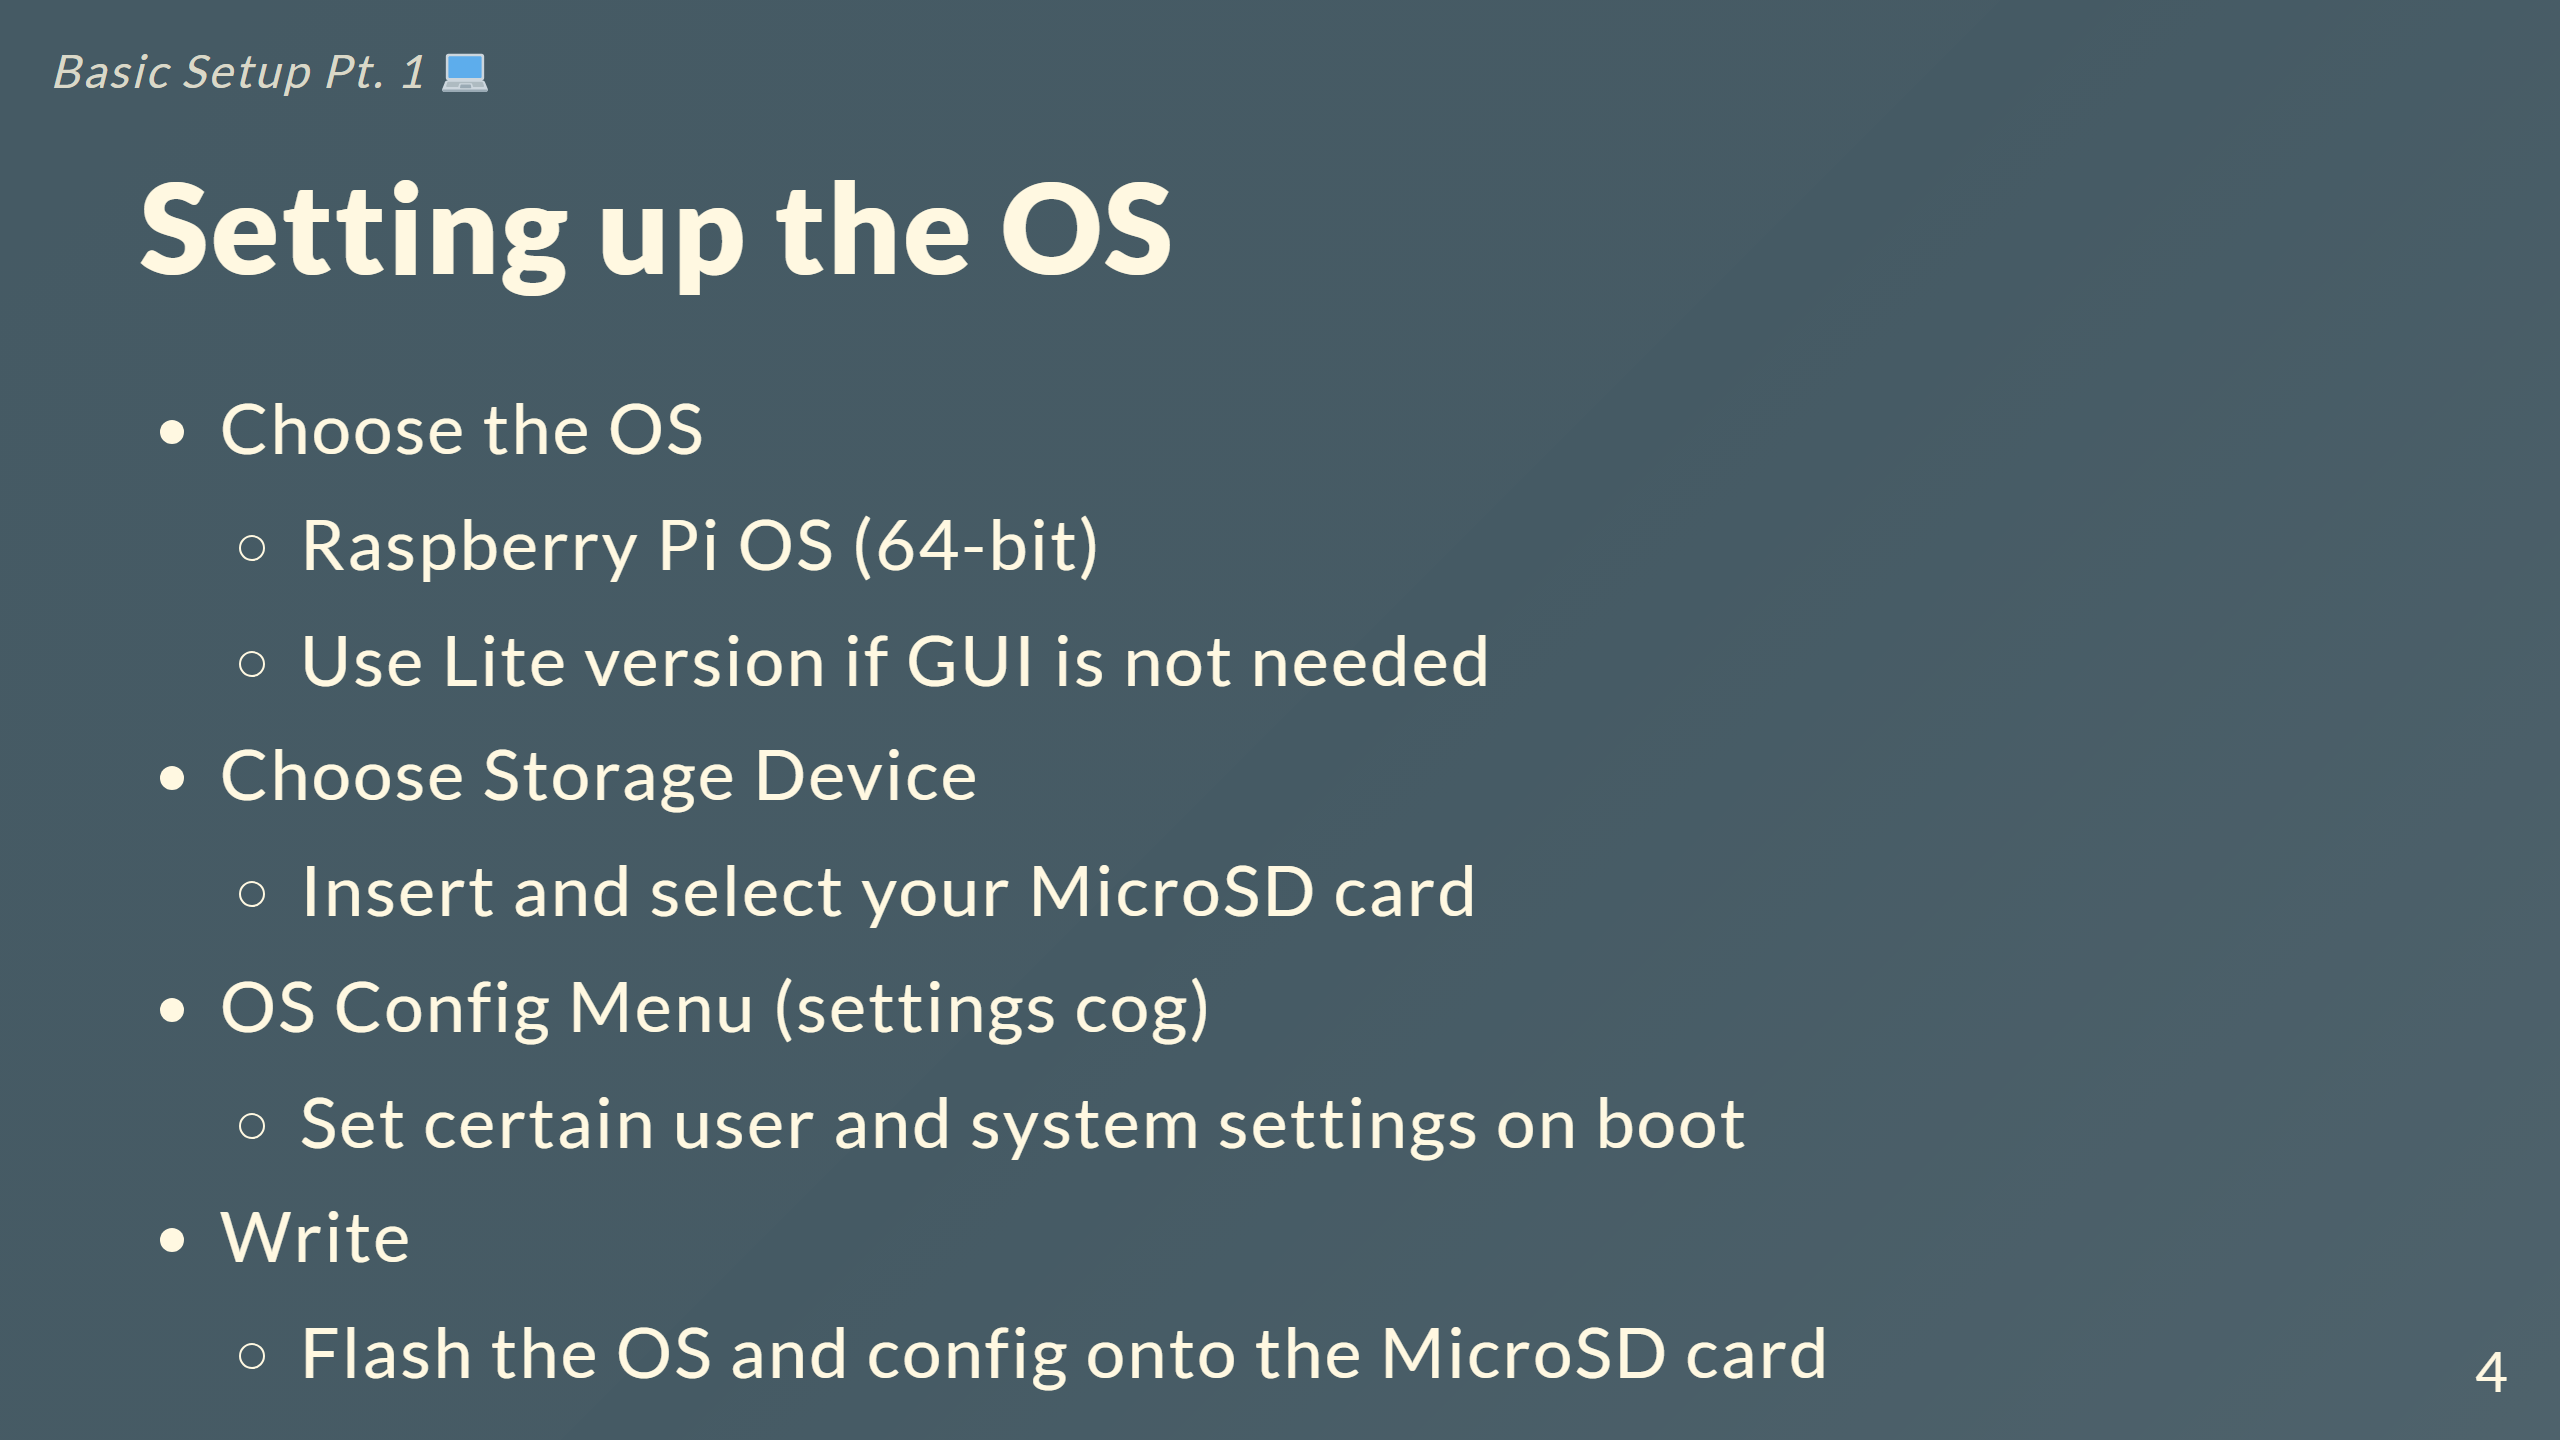 Basic Setup Pt. 1 💻
Setting up the OS
• Choose the OS
◦ Raspberry Pi OS (64-bit)
◦ Use Lite version if GUI is not needed
• Choose Storage Device
◦ Insert and select your MicroSD card
• OS Config Menu (settings cog)
◦ Set certain user and system settings on boot
• Write
◦ Flash the OS and config onto the MicroSD card
4